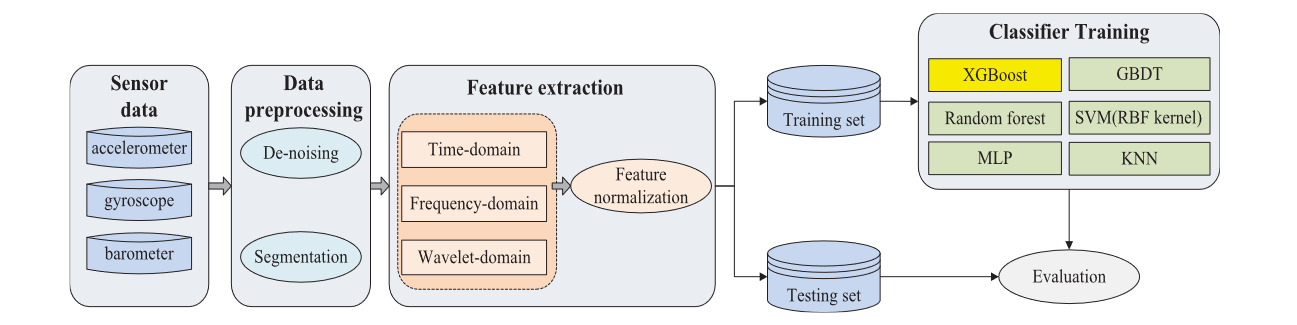 Sensor
data
accelerometer
gyroscope
barometer
Data
preprocessing
De-noising
Segmentation
Feature extraction
Time-domain
Frequency-domain
Wavelet-domain
Feature
normalization
Training set
Testing set
Classifier Training
XGBoost
GBDT
Random forest
SVM(RBF kernel)
MLP
KNN
Evaluation